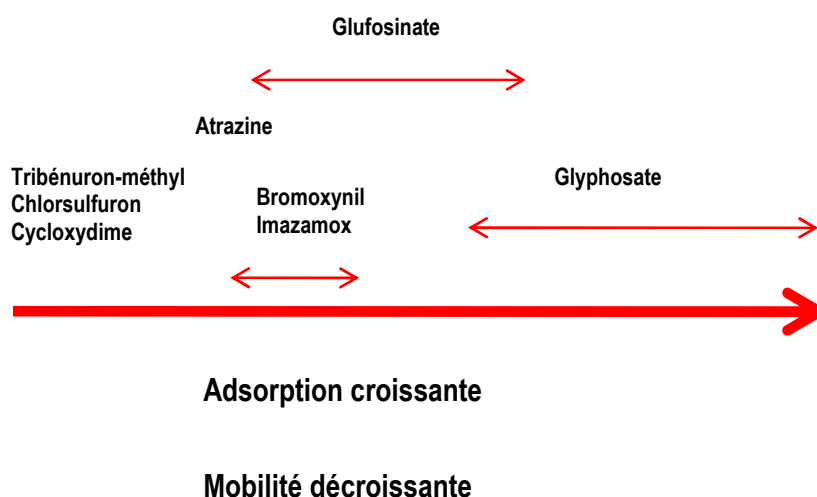 Glufosinate
Atrazine
Tribénuron-méthyl
Chlorsulfuron
Cycloxydime
Bromoxynil
Imazamox
Glyphosate
Adsorption croissante
Mobilité décroissante